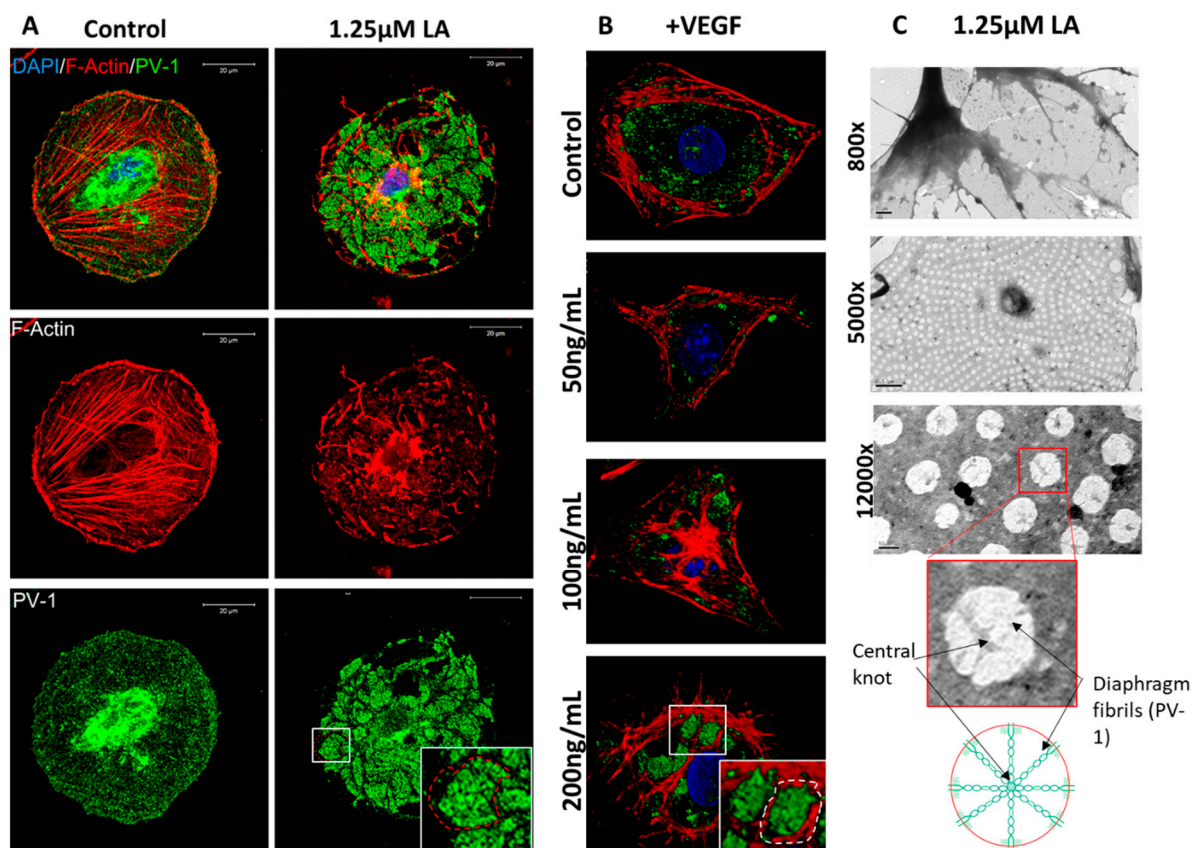 A
Control
1.25µM LA
DAPI/F-Actin/PV-1
20 µm
20 µm
F-Actin
20 µm
20 µm
PV-1
20 µm
B
+VEGF
Control
50ng/mL
100ng/mL
200ng/mL
C
1.25µM LA
800x
5000x
12000x
Central
knot
Diaphragm
fibrils (PV-
1)